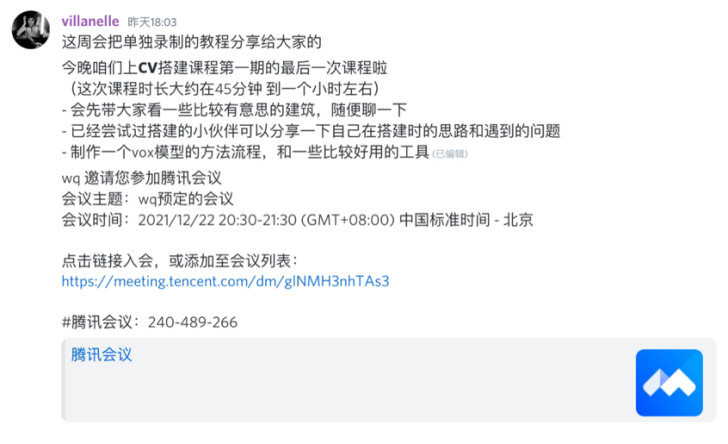 villanelle 昨天18:03
这周会把单独录制的教程分享给大家的
今晚咱们上CV搭建课程第一期的最后一次课程啦
（这次课程时长大约在45分钟 到一个小时左右）
- 会先带大家看一些比较有意思的建筑，随便聊一下
- 已经尝试过搭建的小伙伴可以分享一下自己在搭建时的思路和遇到的问题
- 制作一个vox模型的方法流程，和一些比较好用的工具 (已编辑)
wq 邀请您参加腾讯会议
会议主题：wq预定的会议
会议时间：2021/12/22 20:30-21:30 (GMT+08:00) 中国标准时间 - 北京
点击链接入会，或添加至会议列表：
https://meeting.tencent.com/dm/glNMH3nhTAs3
#腾讯会议：240-489-266
腾讯会议